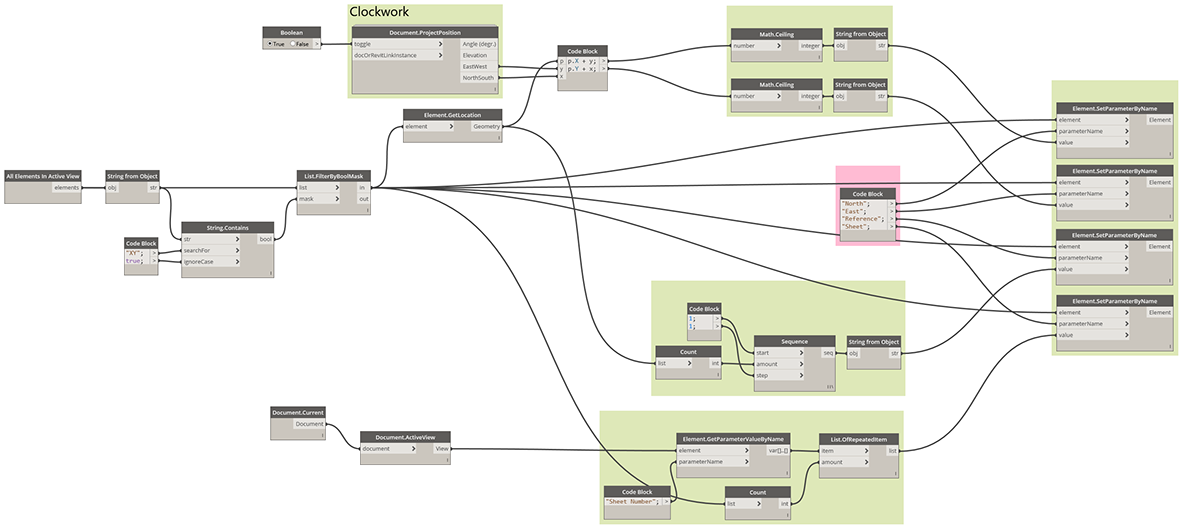 Clockwork
Boolean
True False >
Document.ProjectPosition
toggle > Angle (degr.)
docOrRevitLinkInstance > Elevation
EastWest
NorthSouth
Code Block
p p.X + y; >
y p.Y + x; >
x
Math.Ceiling
number > integer
String from Object
obj str
Math.Ceiling
number > integer
String from Object
obj str
Element.GetLocation
element > Geometry
All Elements In Active View
elements
String from Object
obj str
List.FilterByBoolMask
list > in
mask > out
Code Block
"XY"; >
true; >
String.Contains
str > bool
searchFor >
ignoreCase >
Code Block
"North"; >
"East"; >
"Reference"; >
"Sheet"; >
Element.SetParameterByName
element > Element
parameterName >
value >
Element.SetParameterByName
element > Element
parameterName >
value >
Element.SetParameterByName
element > Element
parameterName >
value >
Element.SetParameterByName
element > Element
parameterName >
value >
Code Block
1; >
1; >
Count
list > int
Sequence
start > seq
amount >
step >
String from Object
obj str
Document.Current
Document
Document.ActiveView
document > View
Element.GetParameterValueByName
element > var[]..[]
parameterName >
Code Block
"Sheet Number"; >
Count
list > int
List.OfRepeatedItem
item > list
amount >